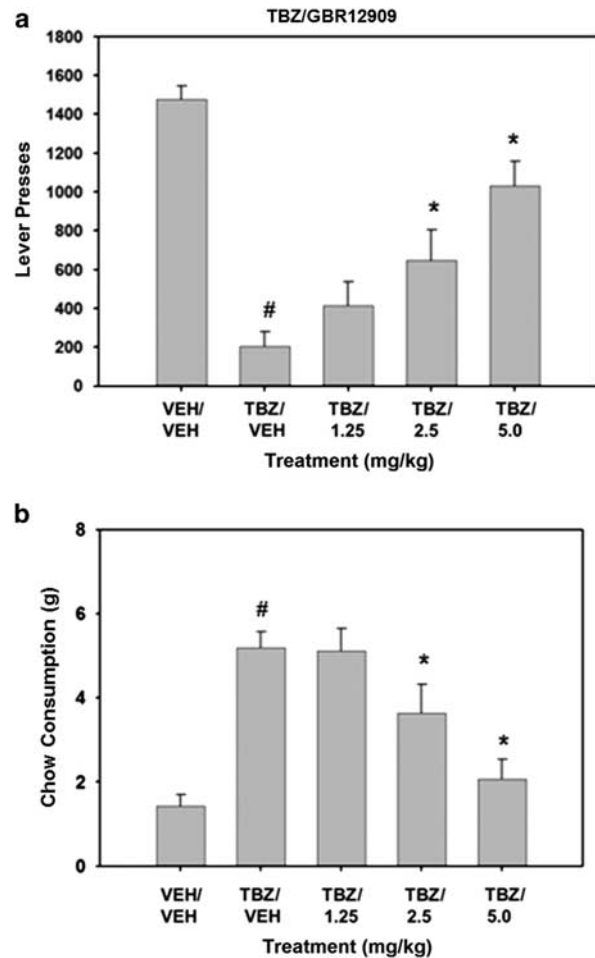 a
TBZ/GBR12909
1800
1600
1400
1200
1000
800
600
400
200
0
Lever Presses
#
*
*
VEH/ TBZ/ TBZ/ TBZ/ TBZ/
VEH VEH 1.25 2.5 5.0
Treatment (mg/kg)
b
8
6
4
2
0
Chow Consumption (g)
#
*
*
VEH/ TBZ/ TBZ/ TBZ/ TBZ/
VEH VEH 1.25 2.5 5.0
Treatment (mg/kg)